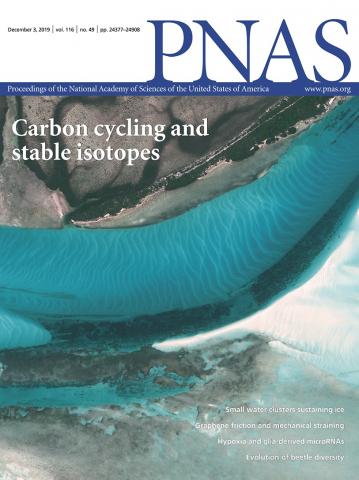 December 3, 2019 | vol. 116 | no. 49 | pp. 24377–24908
PNAS
Proceedings of the National Academy of Sciences of the United States of America www.pnas.org
Carbon cycling and
stable isotopes
Small water clusters sustaining ice
Graphene friction and mechanical straining
Hypoxia and glia-derived microRNAs
Evolution of beetle diversity